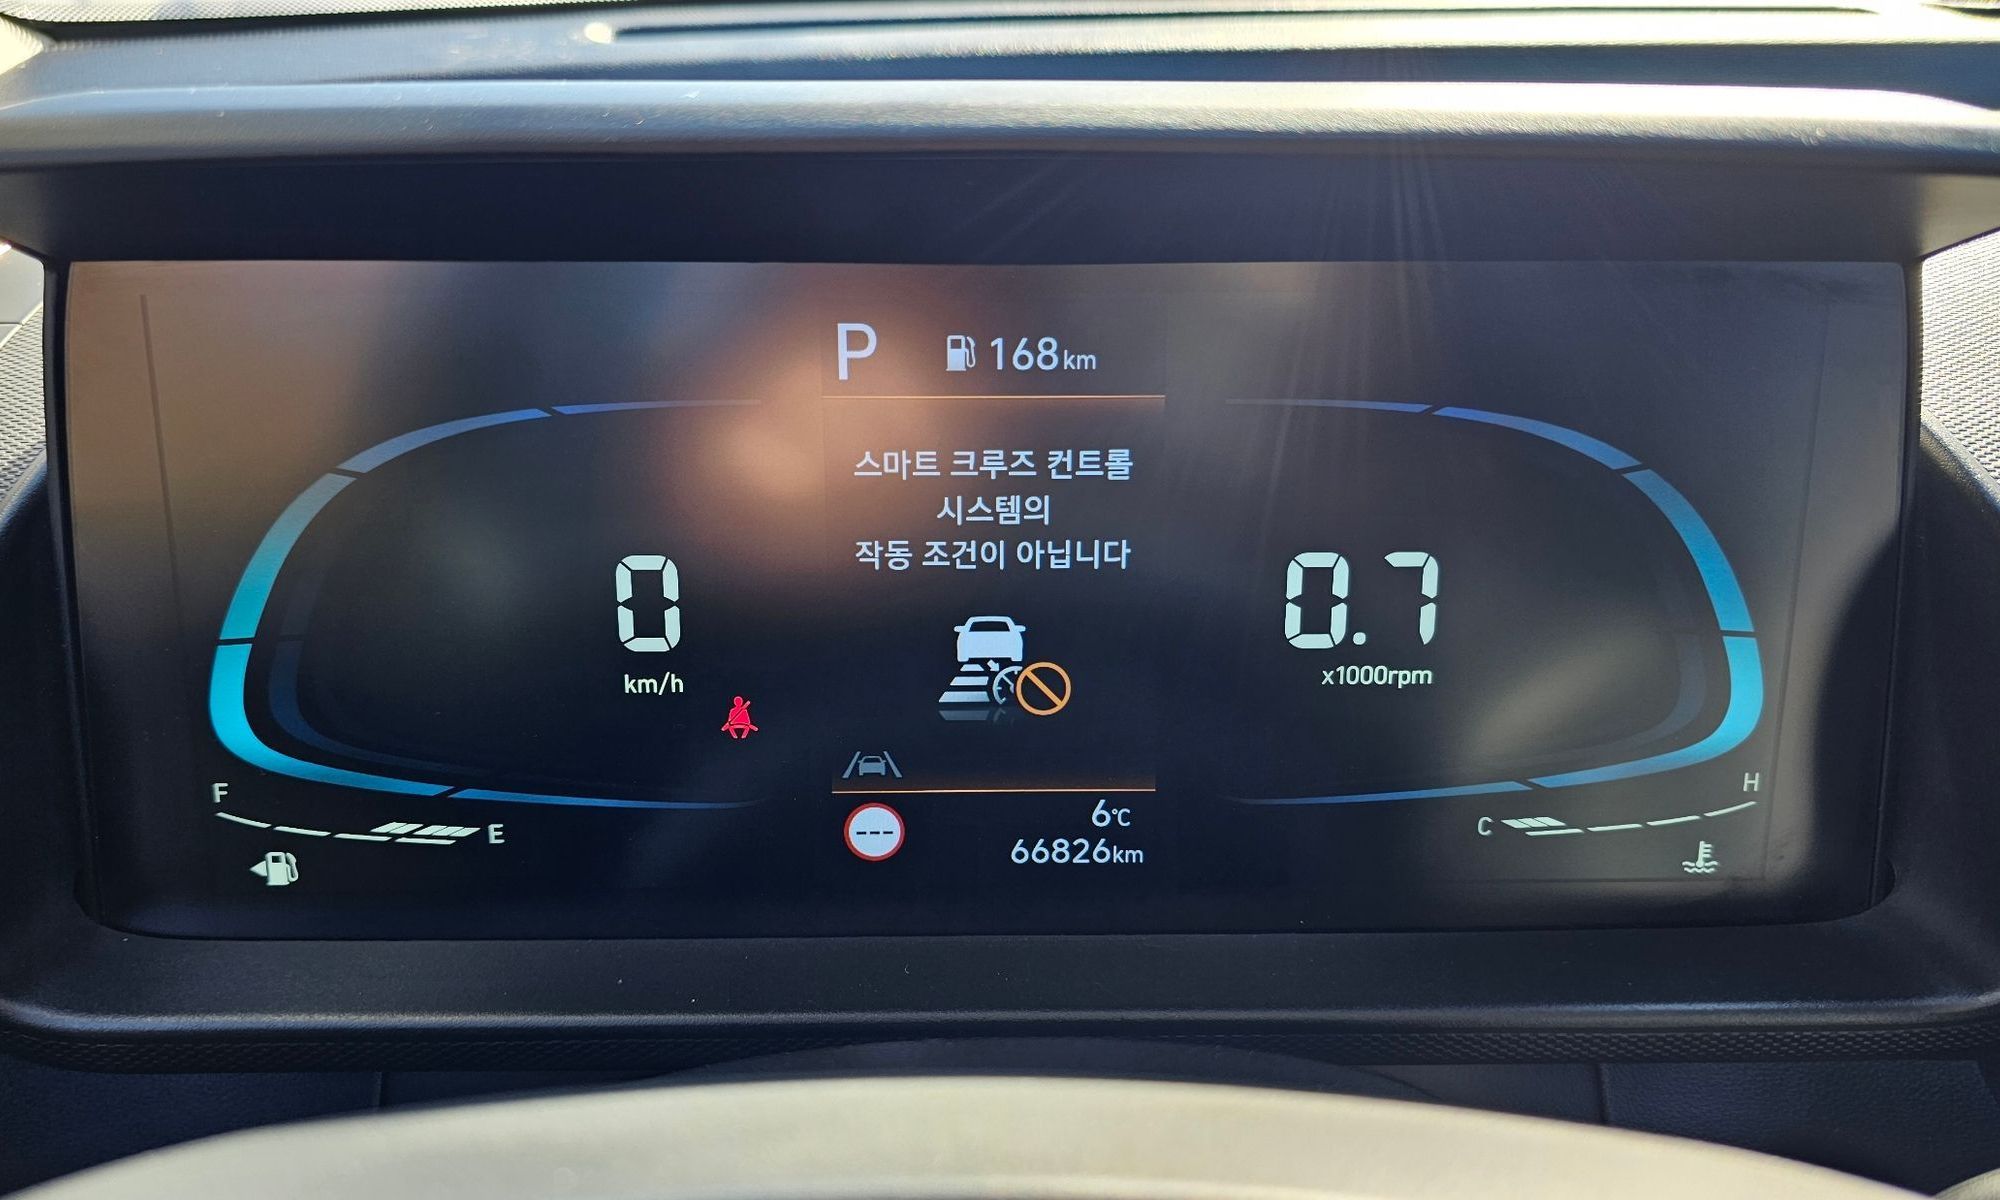 P 168km
스마트 크루즈 컨트롤
시스템의
작동 조건이 아닙니다
0
km/h
0.7
x1000rpm
F
E
---
6℃
66826km
C
H